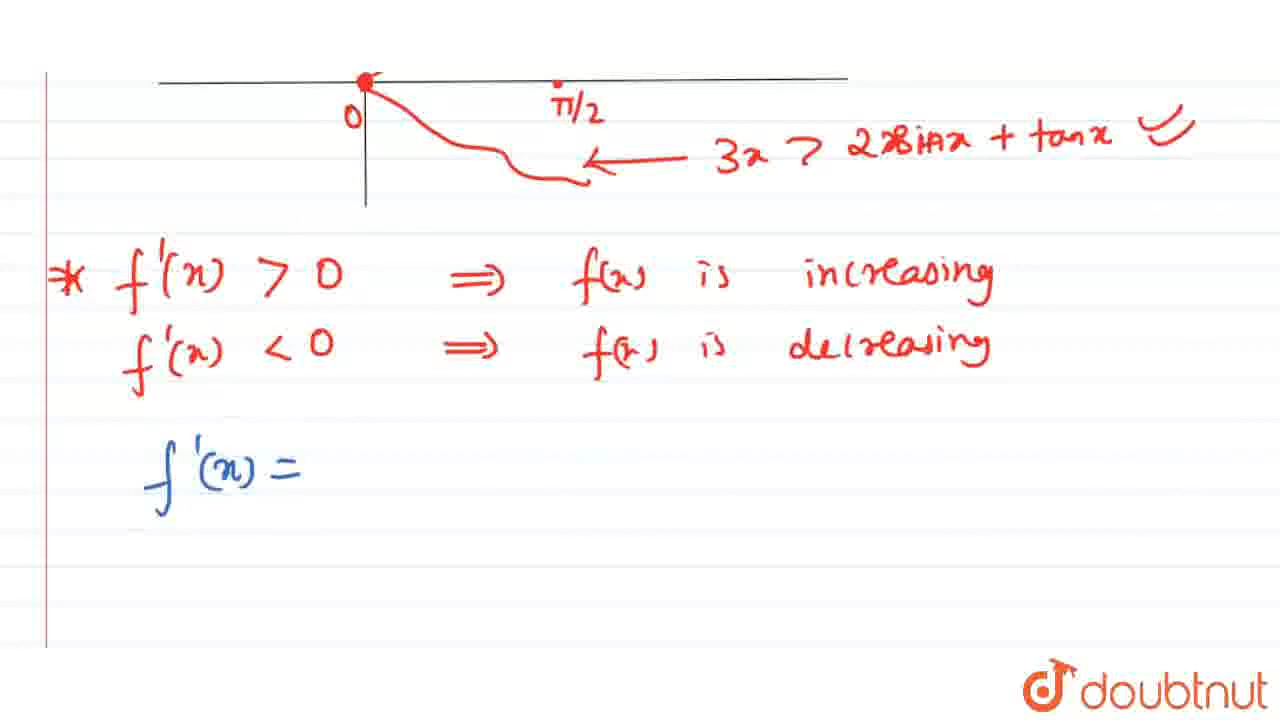 0
π/2
3x > 2sinx + tanx
* f'(x) > 0 ⟹ f(x) is increasing
f'(x) < 0 ⟹ f(x) is decreasing
f'(x) =
doubtnut